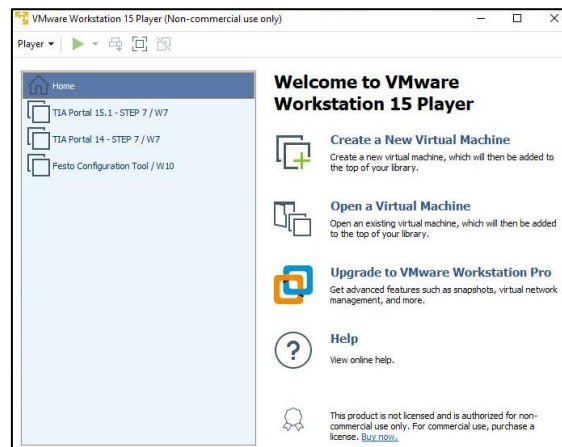 VMware Workstation 15 Player (Non-commercial use only)
Player
Home
TIA Portal 15.1 - STEP 7 / W7
TIA Portal 14 - STEP 7 / W7
Festo Configuration Tool / W10
Welcome to VMware
Workstation 15 Player
Create a New Virtual Machine
Create a new virtual machine, which will then be added to
the top of your library.
Open a Virtual Machine
Open an existing virtual machine, which will then be added
to the top of your library.
Upgrade to VMware Workstation Pro
Get advanced features such as snapshots, virtual network
management, and more.
Help
View online help.
This product is not licensed and is authorized for non-
commercial use only. For commercial use, purchase a
license. Buy now.